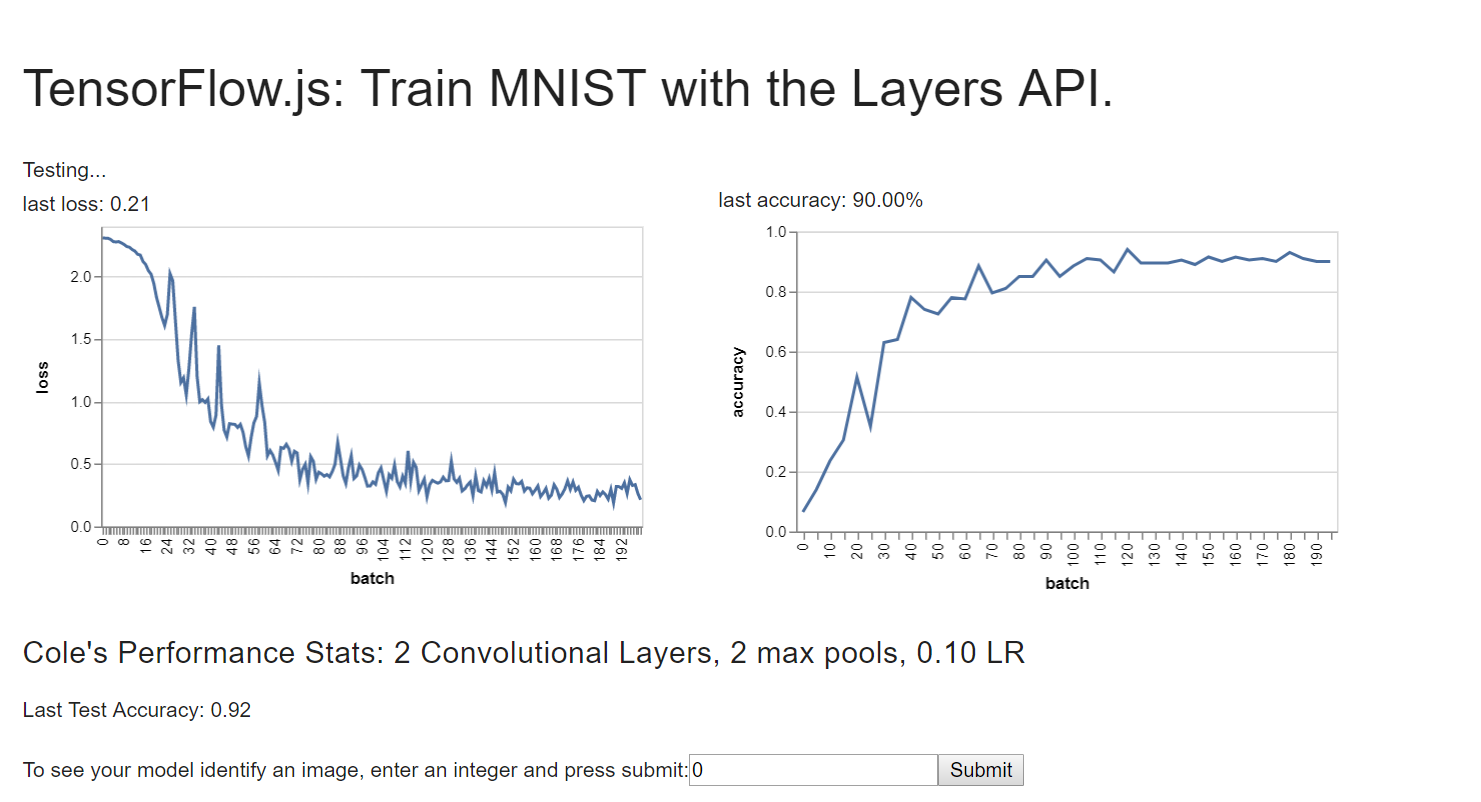 TensorFlow.js: Train MNIST with the Layers API.
Testing...
last loss: 0.21
loss
2.0
1.5
1.0
0.5
0.0
0 8 16 24 32 40 48 56 64 72 80 88 96 104 112 120 128 136 144 152 160 168 176 184 192
batch
last accuracy: 90.00%
accuracy
1.0
0.8
0.6
0.4
0.2
0.0
0 10 20 30 40 50 60 70 80 90 100 110 120 130 140 150 160 170 180 190
batch
Cole's Performance Stats: 2 Convolutional Layers, 2 max pools, 0.10 LR
Last Test Accuracy: 0.92
To see your model identify an image, enter an integer and press submit: 0 Submit